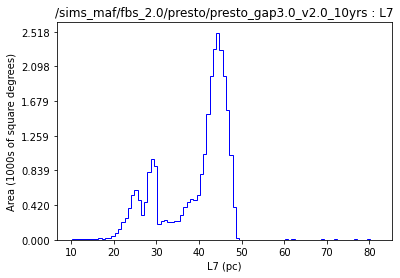 /sims_maf/fbs_2.0/presto/presto_gap3.0_v2.0_10yrs : L7
2.518
2.098
1.679
1.259
0.839
0.420
0.000
Area (1000s of square degrees)
10 20 30 40 50 60 70 80
L7 (pc)